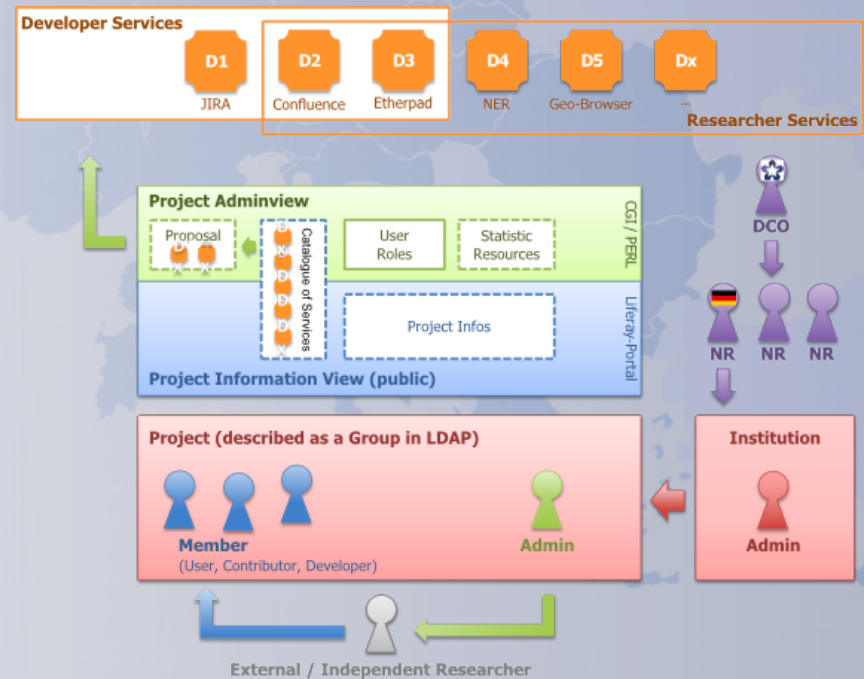 Developer Services
D1
D2
D3
D4
D5
Dx
JIRA
Confluence
Etherpad
NER
Geo-Browser
...
Researcher Services
Project Adminview
Proposal
D
X
D
X
Catalogue of Services
D
X
D
D
D
X
User
Roles
Statistic
Resources
CGI / PERL
Project Infos
Liferay-Portal
Project Information View (public)
DCO
NR
NR
NR
Project (described as a Group in LDAP)
Member
(User, Contributor, Developer)
Admin
Institution
Admin
External / Independent Researcher